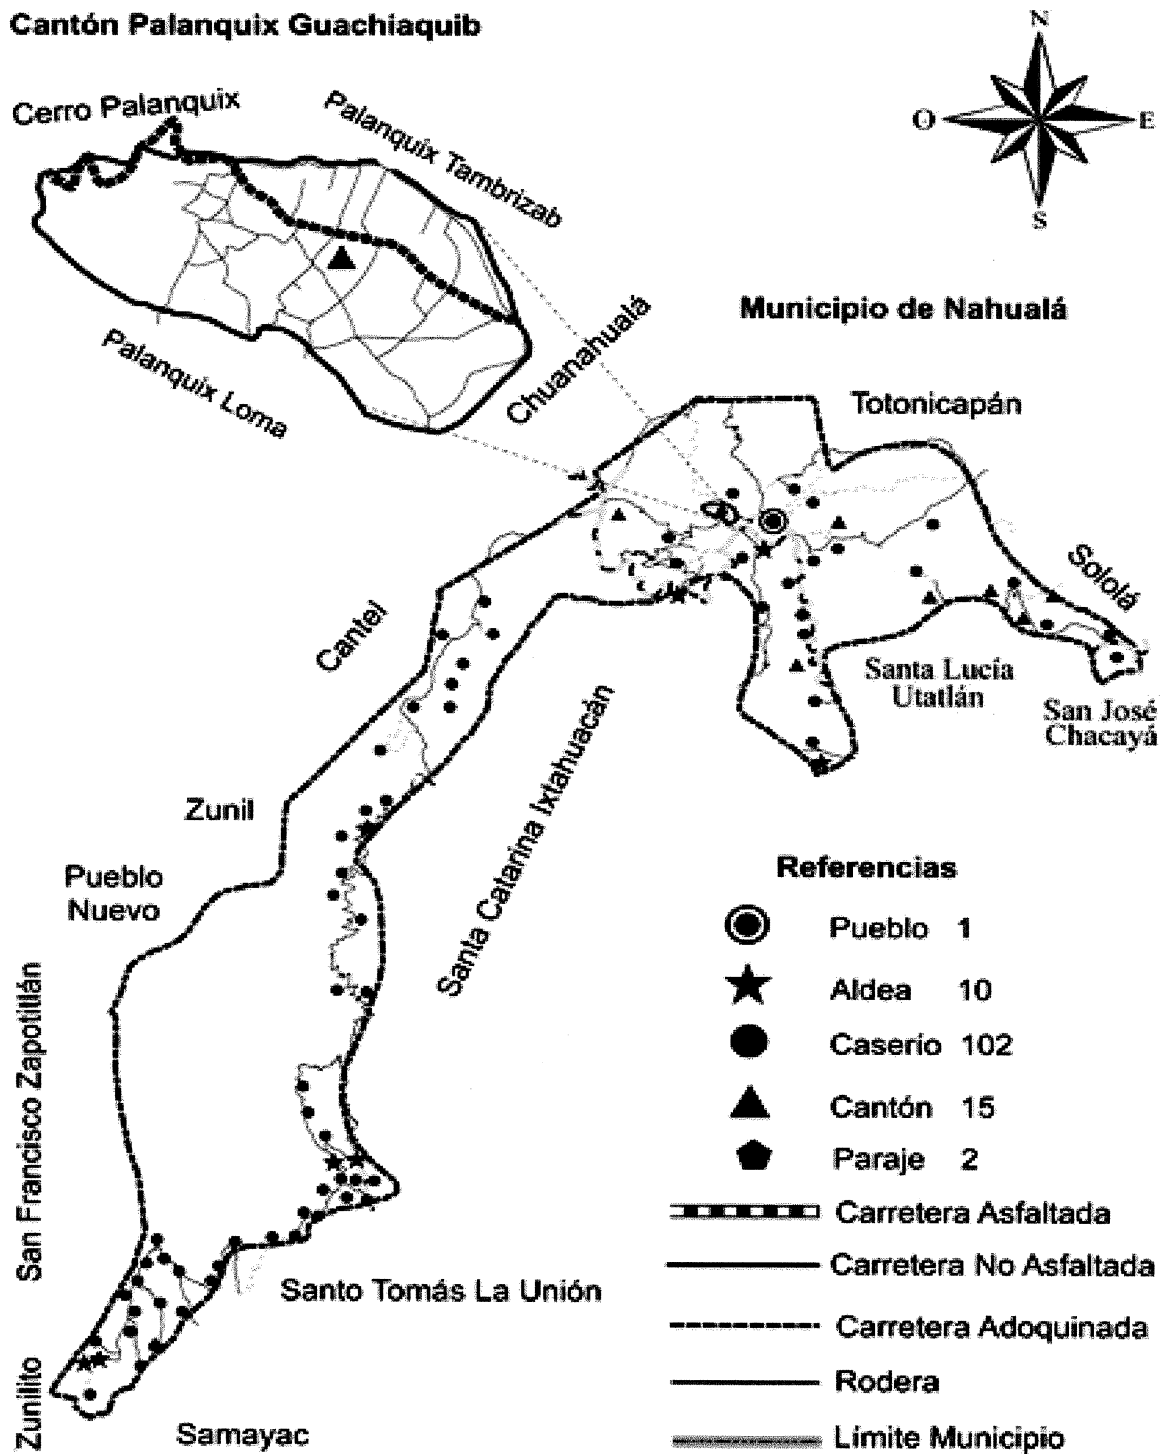 Cantón Palanquix Guachiaquib
N
O
E
S
Cerro Palanquix
Palanquix Tambrizab
Palanquix Loma
Chuanahualá
Municipio de Nahualá
Totonicapán
Sololá
Cantel
Santa Lucía
Utatlán
San José
Chacayá
Santa Catarina Ixtahuacán
Zunil
Pueblo
Nuevo
San Francisco Zapotitlán
Santo Tomás La Unión
Zunilito
Samayac
Referencias
Pueblo 1
Aldea 10
Caserio 102
Cantón 15
Paraje 2
Carretera Asfaltada
Carretera No Asfaltada
Carretera Adoquinada
Rodera
Límite Municipio